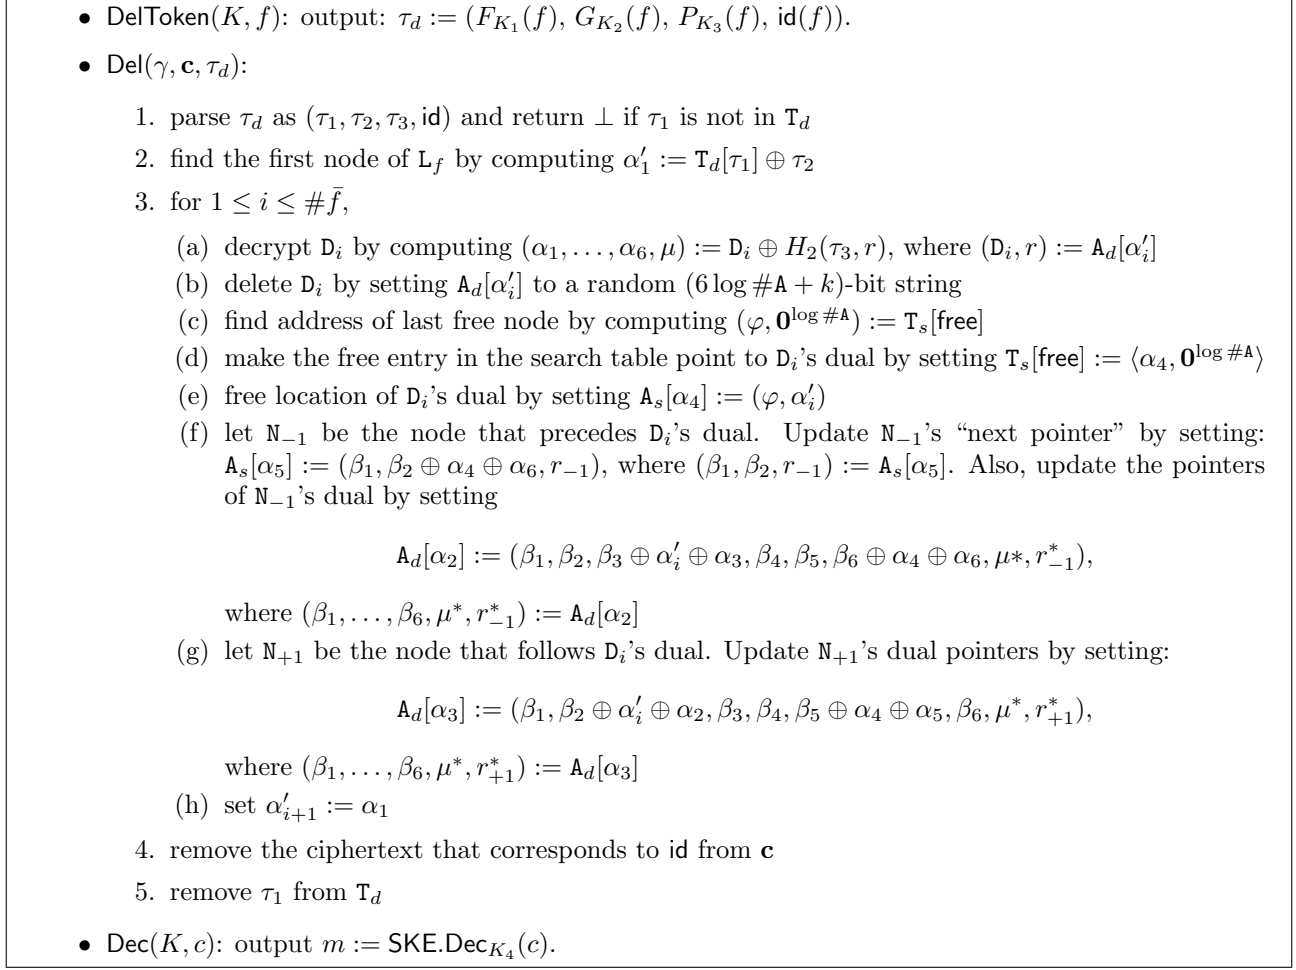 • DelToken(K, f): output: τ_d := (F_{K_1}(f), G_{K_2}(f), P_{K_3}(f), id(f)).
• Del(γ, c, τ_d):
1. parse τ_d as (τ_1, τ_2, τ_3, id) and return ⊥ if τ_1 is not in T_d
2. find the first node of L_f by computing α'_1 := T_d[τ_1] ⊕ τ_2
3. for 1 ≤ i ≤ #f̄,
(a) decrypt D_i by computing (α_1, . . . , α_6, μ) := D_i ⊕ H_2(τ_3, r), where (D_i, r) := A_d[α'_i]
(b) delete D_i by setting A_d[α'_i] to a random (6 log #A + k)-bit string
(c) find address of last free node by computing (φ, 0^{log #A}) := T_s[free]
(d) make the free entry in the search table point to D_i's dual by setting T_s[free] := ⟨α_4, 0^{log #A}⟩
(e) free location of D_i's dual by setting A_s[α_4] := (φ, α'_i)
(f) let N_{−1} be the node that precedes D_i's dual. Update N_{−1}'s “next pointer” by setting:
A_s[α_5] := (β_1, β_2 ⊕ α_4 ⊕ α_6, r_{−1}), where (β_1, β_2, r_{−1}) := A_s[α_5]. Also, update the pointers
of N_{−1}'s dual by setting
A_d[α_2] := (β_1, β_2, β_3 ⊕ α'_i ⊕ α_3, β_4, β_5, β_6 ⊕ α_4 ⊕ α_6, μ*, r^*_{−1}),
where (β_1, . . . , β_6, μ^*, r^*_{−1}) := A_d[α_2]
(g) let N_{+1} be the node that follows D_i's dual. Update N_{+1}'s dual pointers by setting:
A_d[α_3] := (β_1, β_2 ⊕ α'_i ⊕ α_2, β_3, β_4, β_5 ⊕ α_4 ⊕ α_5, β_6, μ^*, r^*_{+1}),
where (β_1, . . . , β_6, μ^*, r^*_{+1}) := A_d[α_3]
(h) set α'_{i+1} := α_1
4. remove the ciphertext that corresponds to id from c
5. remove τ_1 from T_d
• Dec(K, c): output m := SKE.Dec_{K_4}(c).